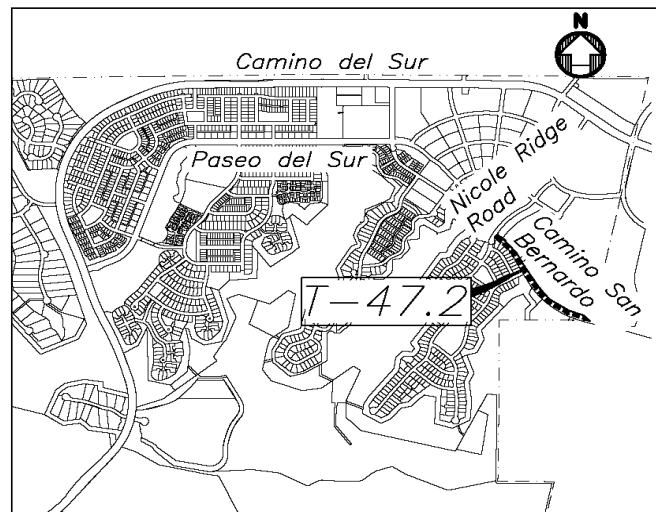 N
Camino del Sur
Paseo del Sur
Nicole Ridge
Road
Camino San
Bernardo
T-47.2